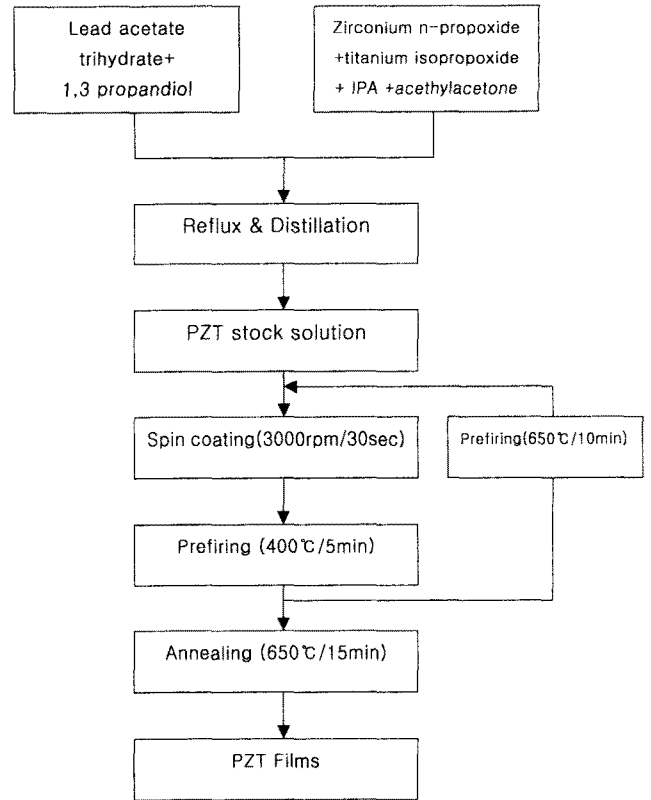 Lead acetate
trihydrate+
1,3 propandiol
Zirconium n-propoxide
+titanium isopropoxide
+ IPA +acethylacetone
Reflux & Distillation
PZT stock solution
Spin coating(3000rpm/30sec)
Prefiring(650℃/10min)
Prefiring (400℃/5min)
Annealing (650℃/15min)
PZT Films